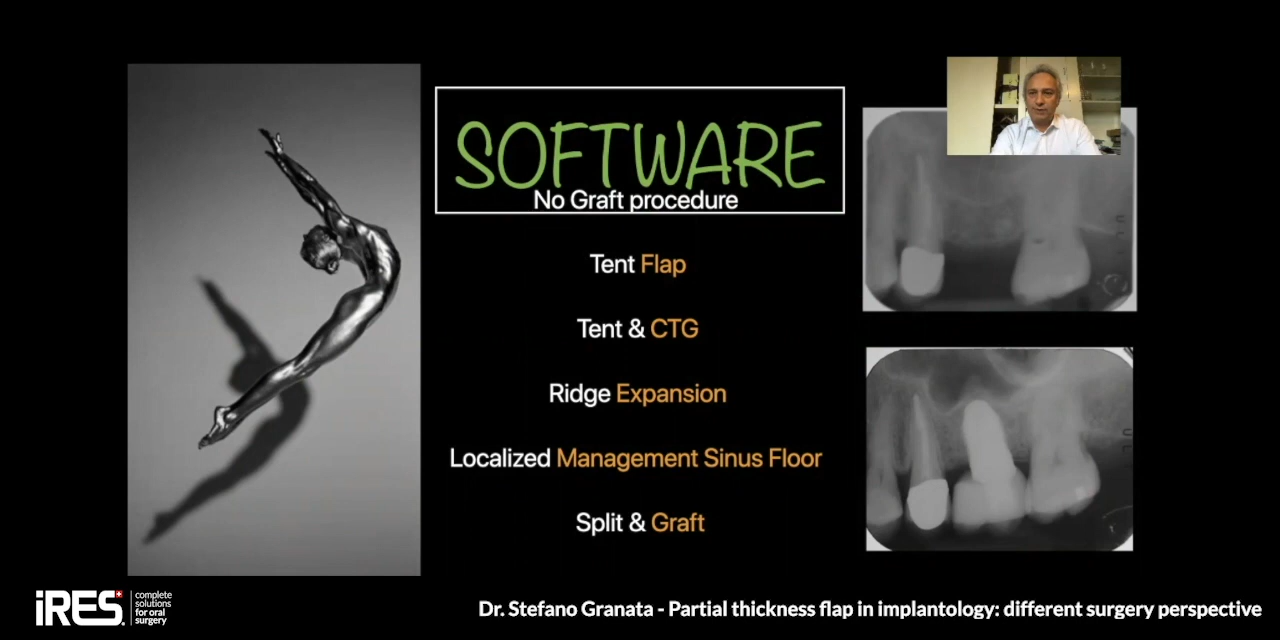 SOFTWARE
No Graft procedure
Tent Flap
Tent & CTG
Ridge Expansion
Localized Management Sinus Floor
Split & Graft
iRES
complete
solutions
for oral
surgery
Dr. Stefano Granata - Partial thickness flap in implantology: different surgery perspective